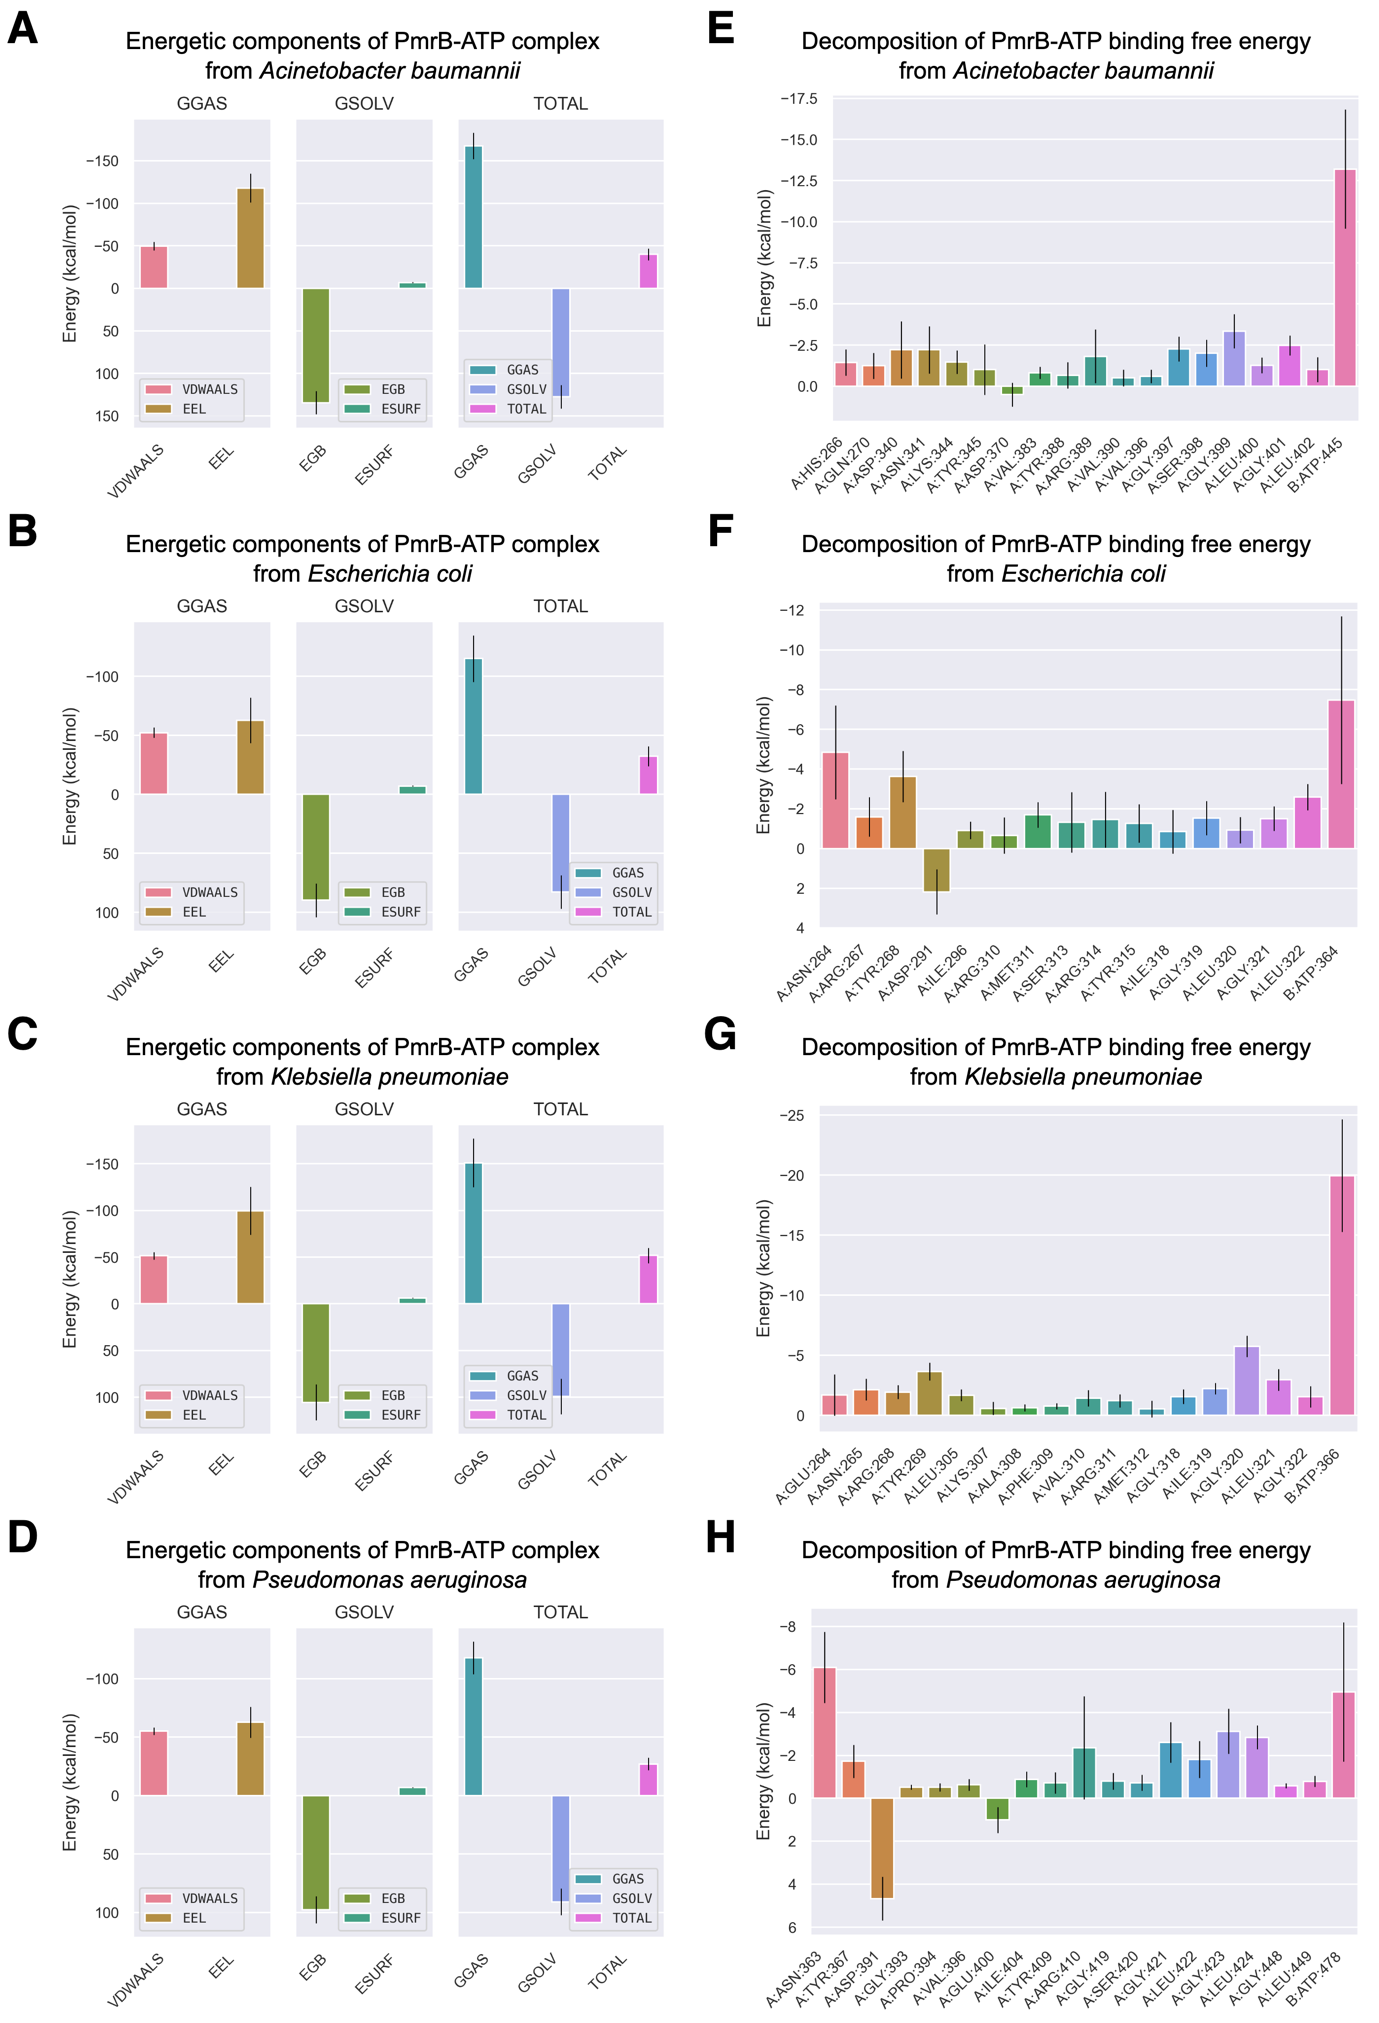 A
Energetic components of PmrB-ATP complex
from Acinetobacter baumannii
GGAS
GSOLV
TOTAL
Energy (kcal/mol)
−150
−100
−50
0
50
100
150
VDWAALS
EEL
EGB
ESURF
GGAS
GSOLV
TOTAL
VDWAALS
EEL
EGB
ESURF
GGAS
GSOLV
TOTAL
E
Decomposition of PmrB-ATP binding free energy
from Acinetobacter baumannii
Energy (kcal/mol)
−17.5
−15.0
−12.5
−10.0
−7.5
−5.0
−2.5
0.0
A:HIS:266
A:GLN:270
A:ASP:340
A:ASN:341
A:LYS:344
A:TYR:345
A:ASP:370
A:VAL:383
A:TYR:388
A:ARG:389
A:VAL:390
A:VAL:396
A:GLY:397
A:SER:398
A:GLY:399
A:LEU:400
A:GLY:401
A:LEU:402
B:ATP:445
B
Energetic components of PmrB-ATP complex
from Escherichia coli
GGAS
GSOLV
TOTAL
Energy (kcal/mol)
−100
−50
0
50
100
VDWAALS
EEL
EGB
ESURF
GGAS
GSOLV
TOTAL
VDWAALS
EEL
EGB
ESURF
GGAS
GSOLV
TOTAL
F
Decomposition of PmrB-ATP binding free energy
from Escherichia coli
Energy (kcal/mol)
−12
−10
−8
−6
−4
−2
0
2
4
A:ASN:264
A:ARG:267
A:TYR:268
A:ASP:291
A:ILE:296
A:ARG:310
A:MET:311
A:SER:313
A:ARG:314
A:TYR:315
A:ILE:318
A:GLY:319
A:LEU:320
A:GLY:321
A:LEU:322
B:ATP:364
C
Energetic components of PmrB-ATP complex
from Klebsiella pneumoniae
GGAS
GSOLV
TOTAL
Energy (kcal/mol)
−150
−100
−50
0
50
100
VDWAALS
EEL
EGB
ESURF
GGAS
GSOLV
TOTAL
VDWAALS
EEL
EGB
ESURF
GGAS
GSOLV
TOTAL
G
Decomposition of PmrB-ATP binding free energy
from Klebsiella pneumoniae
Energy (kcal/mol)
−25
−20
−15
−10
−5
0
A:GLU:264
A:ASN:265
A:ARG:268
A:TYR:269
A:LEU:305
A:LYS:307
A:ALA:308
A:PHE:309
A:VAL:310
A:ARG:311
A:MET:312
A:GLY:318
A:ILE:319
A:GLY:320
A:LEU:321
A:GLY:322
B:ATP:366
D
Energetic components of PmrB-ATP complex
from Pseudomonas aeruginosa
GGAS
GSOLV
TOTAL
Energy (kcal/mol)
−100
−50
0
50
100
VDWAALS
EEL
EGB
ESURF
GGAS
GSOLV
TOTAL
VDWAALS
EEL
EGB
ESURF
GGAS
GSOLV
TOTAL
H
Decomposition of PmrB-ATP binding free energy
from Pseudomonas aeruginosa
Energy (kcal/mol)
−8
−6
−4
−2
0
2
4
6
A:ASN:363
A:TYR:367
A:ASP:391
A:GLY:393
A:PRO:394
A:VAL:396
A:GLU:400
A:ILE:404
A:TYR:409
A:ARG:410
A:GLY:419
A:SER:420
A:GLY:421
A:LEU:422
A:GLY:423
A:LEU:424
A:GLY:448
A:LEU:449
B:ATP:478